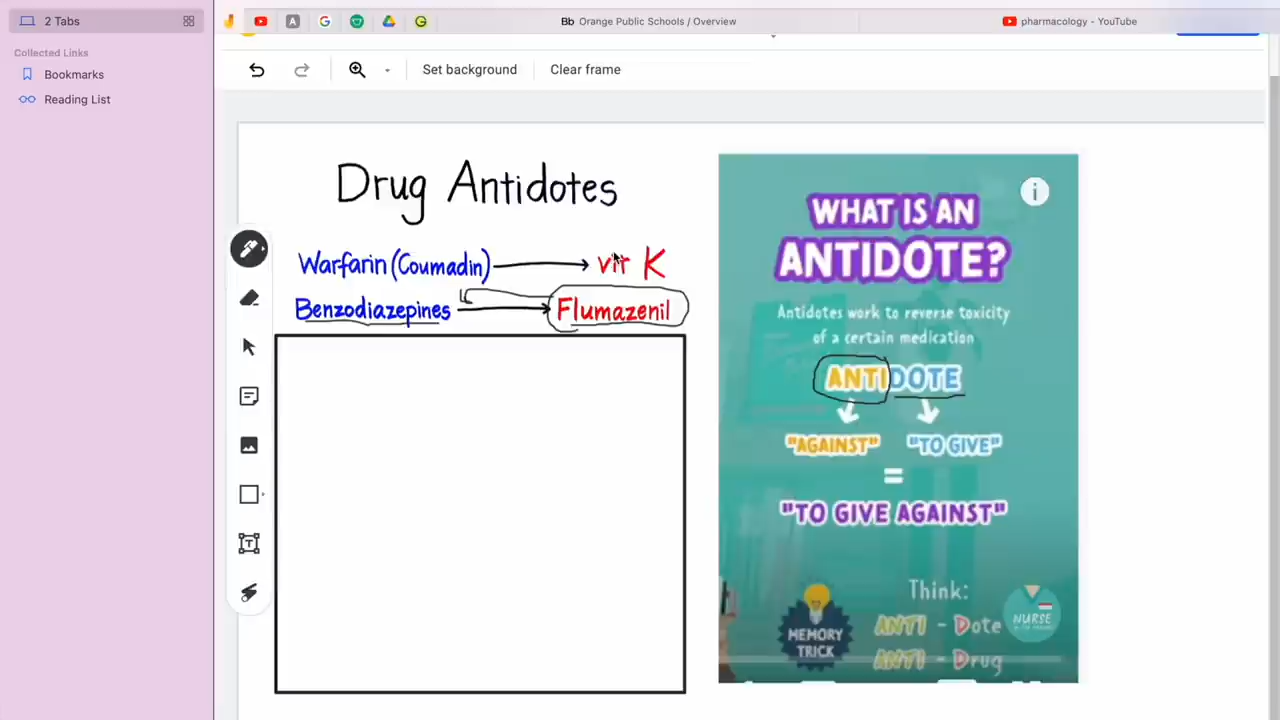 2 Tabs
Collected Links
Bookmarks
Reading List
A
G
Bb Orange Public Schools / Overview
pharmacology - YouTube
Set background
Clear frame
Drug Antidotes
Warfarin (Coumadin) → vit K
Benzodiazepines → Flumazenil
i
WHAT IS AN
ANTIDOTE?
Antidotes work to reverse toxicity
of a certain medication
ANTIDOTE
"AGAINST" "TO GIVE"
=
"TO GIVE AGAINST"
Think:
ANTI - Dote
ANTI - Drug
MEMORY
TRICK
NURSE